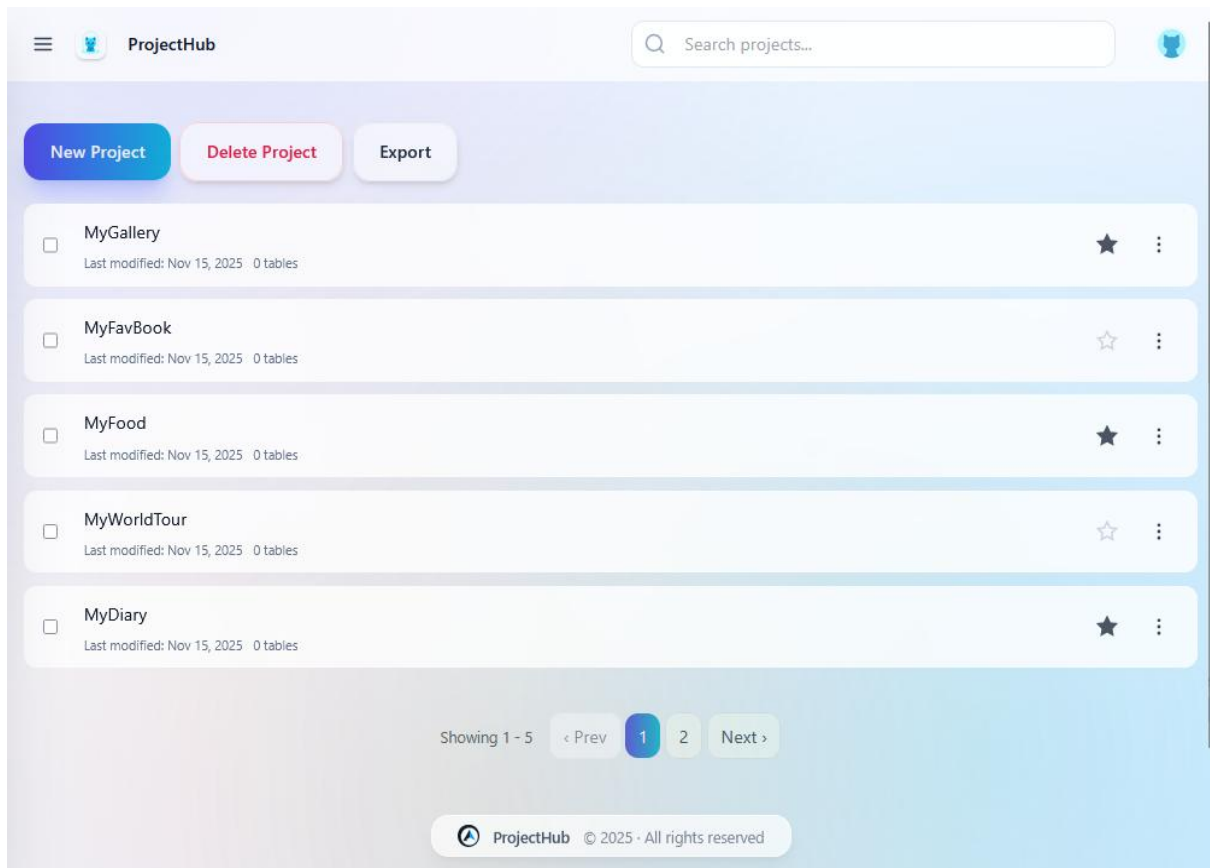 ProjectHub
Search projects...
New Project
Delete Project
Export
MyGallery
Last modified: Nov 15, 2025 0 tables
MyFavBook
Last modified: Nov 15, 2025 0 tables
MyFood
Last modified: Nov 15, 2025 0 tables
MyWorldTour
Last modified: Nov 15, 2025 0 tables
MyDiary
Last modified: Nov 15, 2025 0 tables
Showing 1 - 5 ‹ Prev 1 2 Next ›
ProjectHub © 2025 · All rights reserved